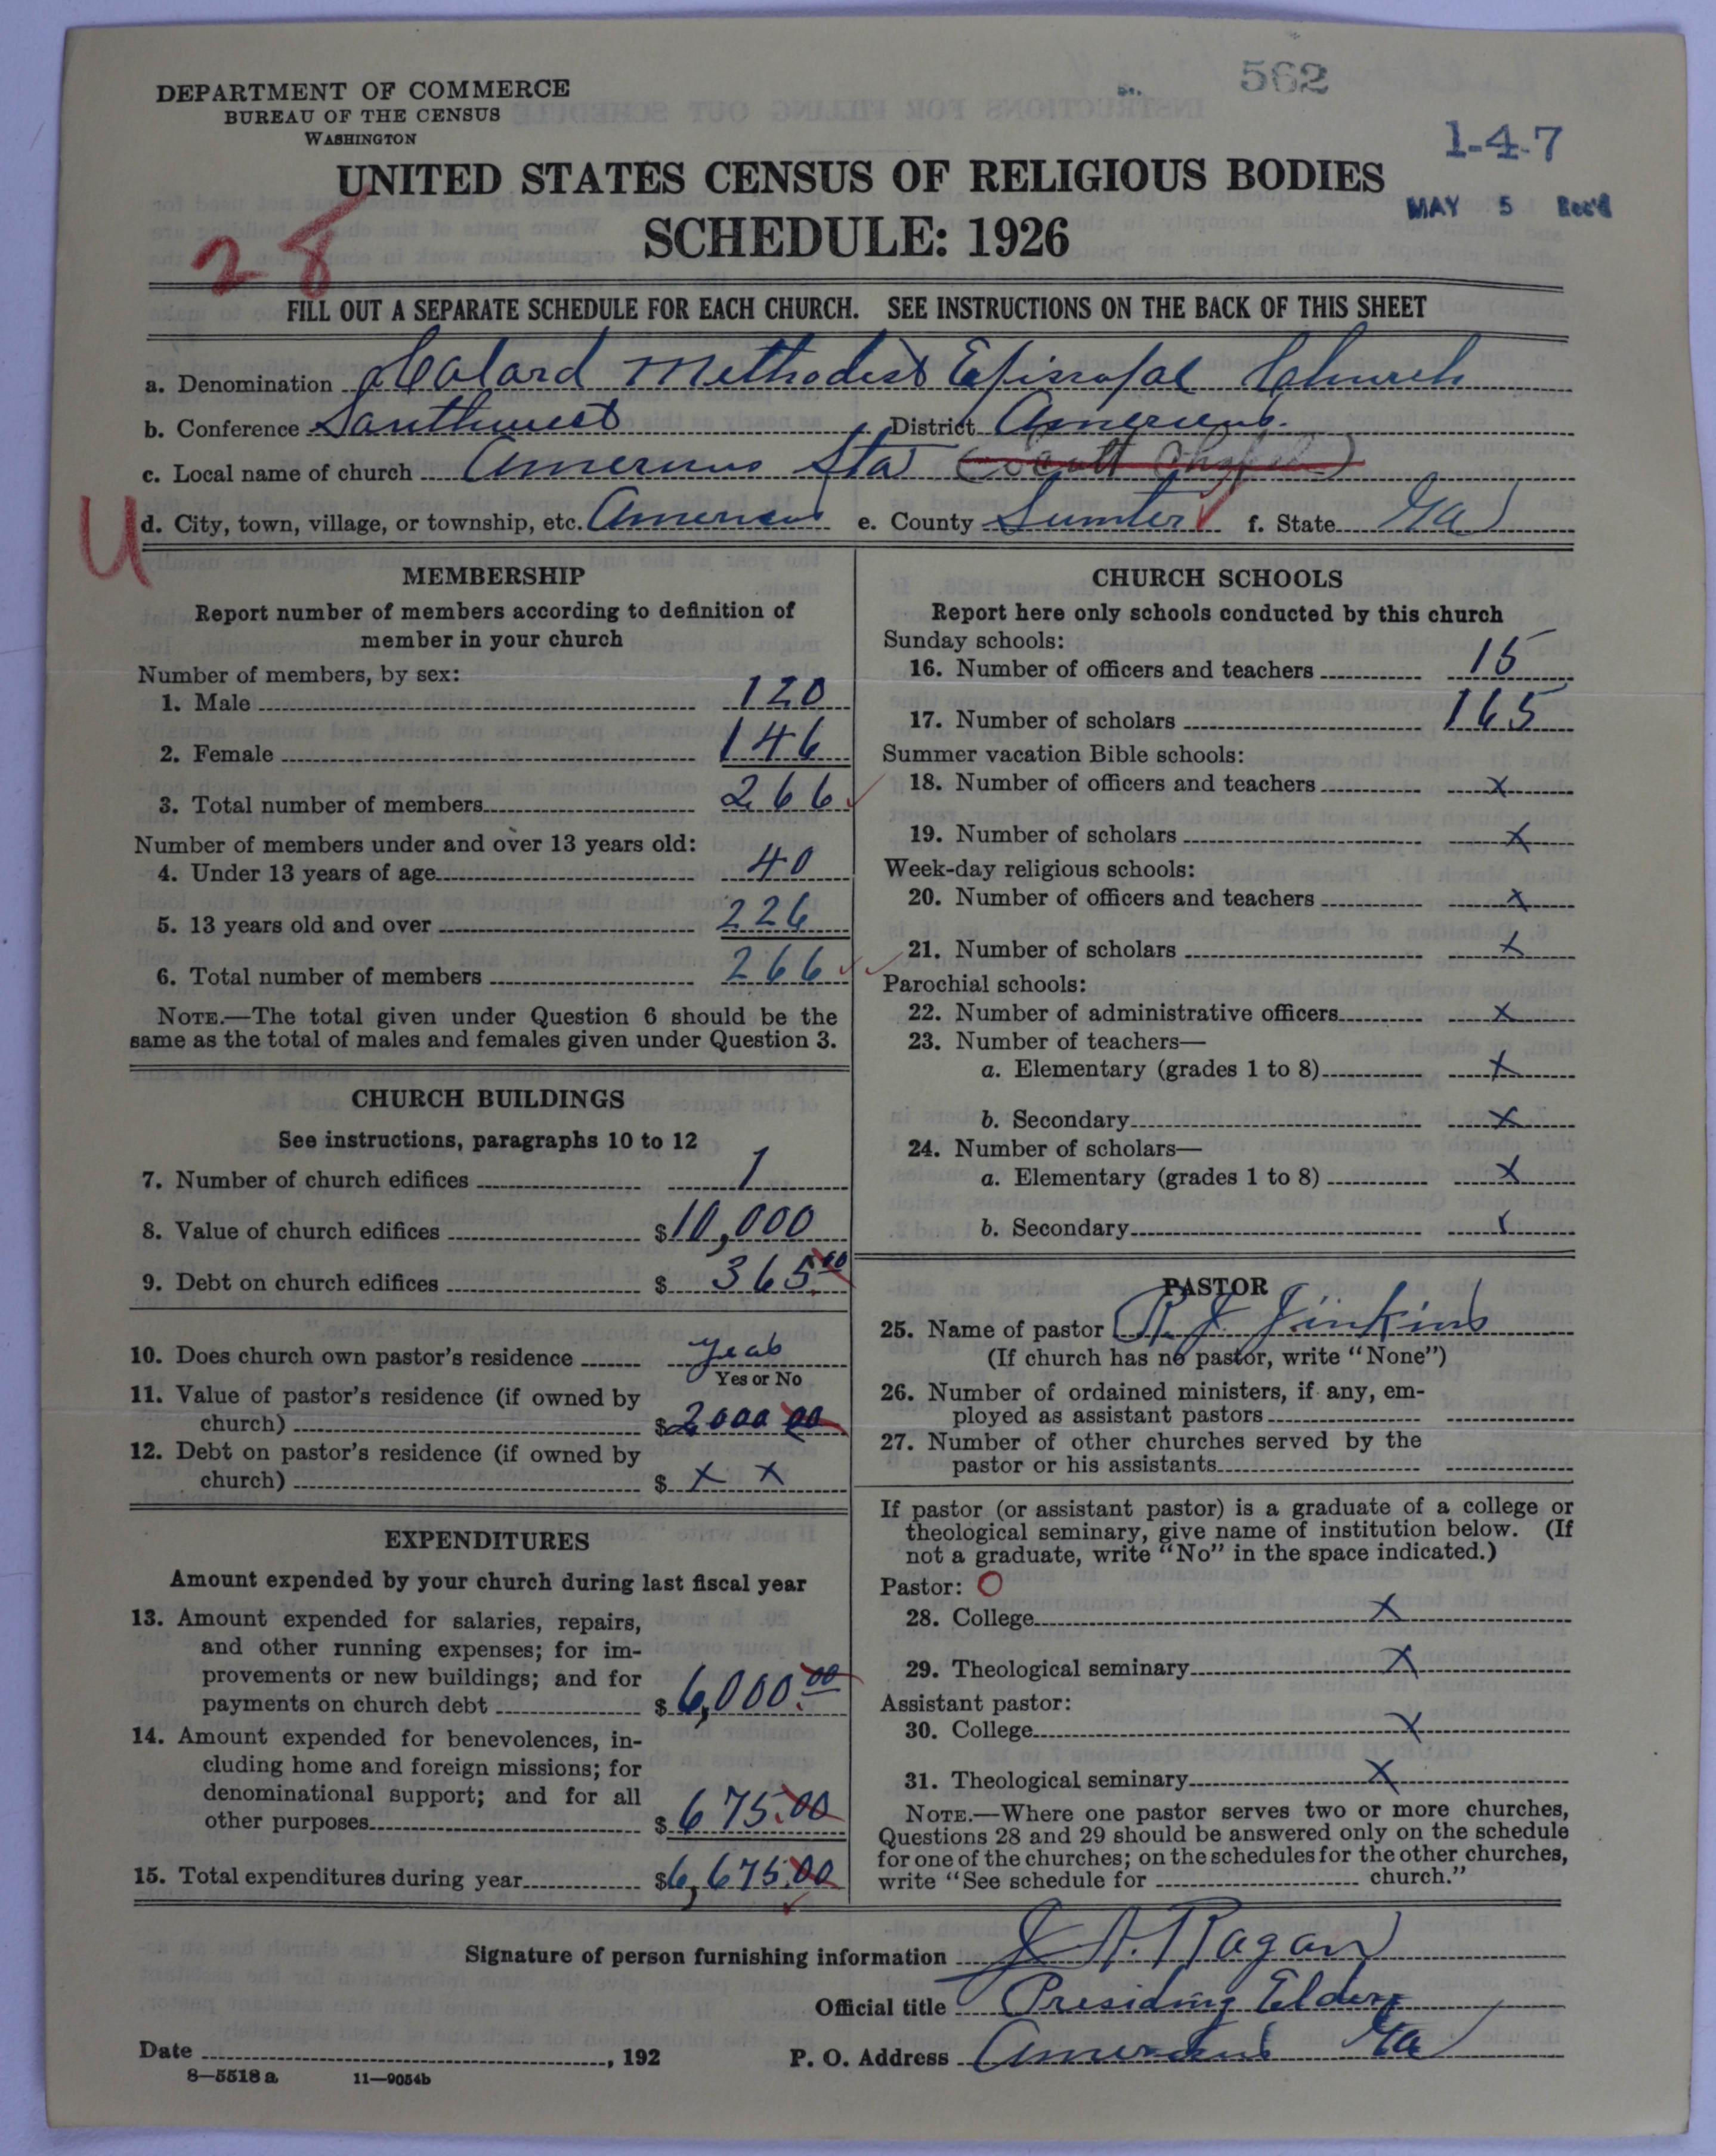 562
DEPARTMENT OF COMMERCE
BUREAU OF THE CENSUS
WASHINGTON
1-4-7
UNITED STATES CENSUS OF RELIGIOUS BODIES
MAY 5 Rec'd
SCHEDULE: 1926
28
FILL OUT A SEPARATE SCHEDULE FOR EACH CHURCH. SEE INSTRUCTIONS ON THE BACK OF THIS SHEET
a. Denomination Colard Methodist Episcopal Church
b. Conference Southwest District Americus.
c. Local name of church Americus Sta (Scott Chapel)
U
d. City, town, village, or township, etc. Americus e. County Sumter f. State Ga
MEMBERSHIP
Report number of members according to definition of
member in your church
Number of members, by sex:
1. Male 120
2. Female 146
3. Total number of members 266
Number of members under and over 13 years old:
4. Under 13 years of age 40
5. 13 years old and over 226
6. Total number of members 266
NOTE.—The total given under Question 6 should be the
same as the total of males and females given under Question 3.
CHURCH BUILDINGS
See instructions, paragraphs 10 to 12
7. Number of church edifices 1
8. Value of church edifices $10,000
9. Debt on church edifices $ 365.00
10. Does church own pastor's residence yeas
Yes or No
11. Value of pastor's residence (if owned by
church) $2000 00
12. Debt on pastor's residence (if owned by
church) $ x x
EXPENDITURES
Amount expended by your church during last fiscal year
13. Amount expended for salaries, repairs,
and other running expenses; for im-
provements or new buildings; and for
payments on church debt $6,000.00
14. Amount expended for benevolences, in-
cluding home and foreign missions; for
denominational support; and for all
other purposes $675.00
15. Total expenditures during year $6,675.00
CHURCH SCHOOLS
Report here only schools conducted by this church
Sunday schools:
16. Number of officers and teachers 15
17. Number of scholars 165
Summer vacation Bible schools:
18. Number of officers and teachers x
19. Number of scholars x
Week-day religious schools:
20. Number of officers and teachers x
21. Number of scholars x
Parochial schools:
22. Number of administrative officers x
23. Number of teachers—
a. Elementary (grades 1 to 8) x
b. Secondary x
24. Number of scholars—
a. Elementary (grades 1 to 8) x
b. Secondary x
PASTOR
25. Name of pastor R. J. Jinkins
(If church has no pastor, write "None")
26. Number of ordained ministers, if any, em-
ployed as assistant pastors
27. Number of other churches served by the
pastor or his assistants
If pastor (or assistant pastor) is a graduate of a college or
theological seminary, give name of institution below. (If
not a graduate, write "No" in the space indicated.)
Pastor: O
28. College x
29. Theological seminary x
Assistant pastor:
30. College x
31. Theological seminary x
NOTE.—Where one pastor serves two or more churches,
Questions 28 and 29 should be answered only on the schedule
for one of the churches; on the schedules for the other churches,
write "See schedule for church."
Signature of person furnishing information J. A. Ragan
Official title Presiding Elder
Date , 192 P. O. Address Americus Ga
8—5518 a 11—9054b